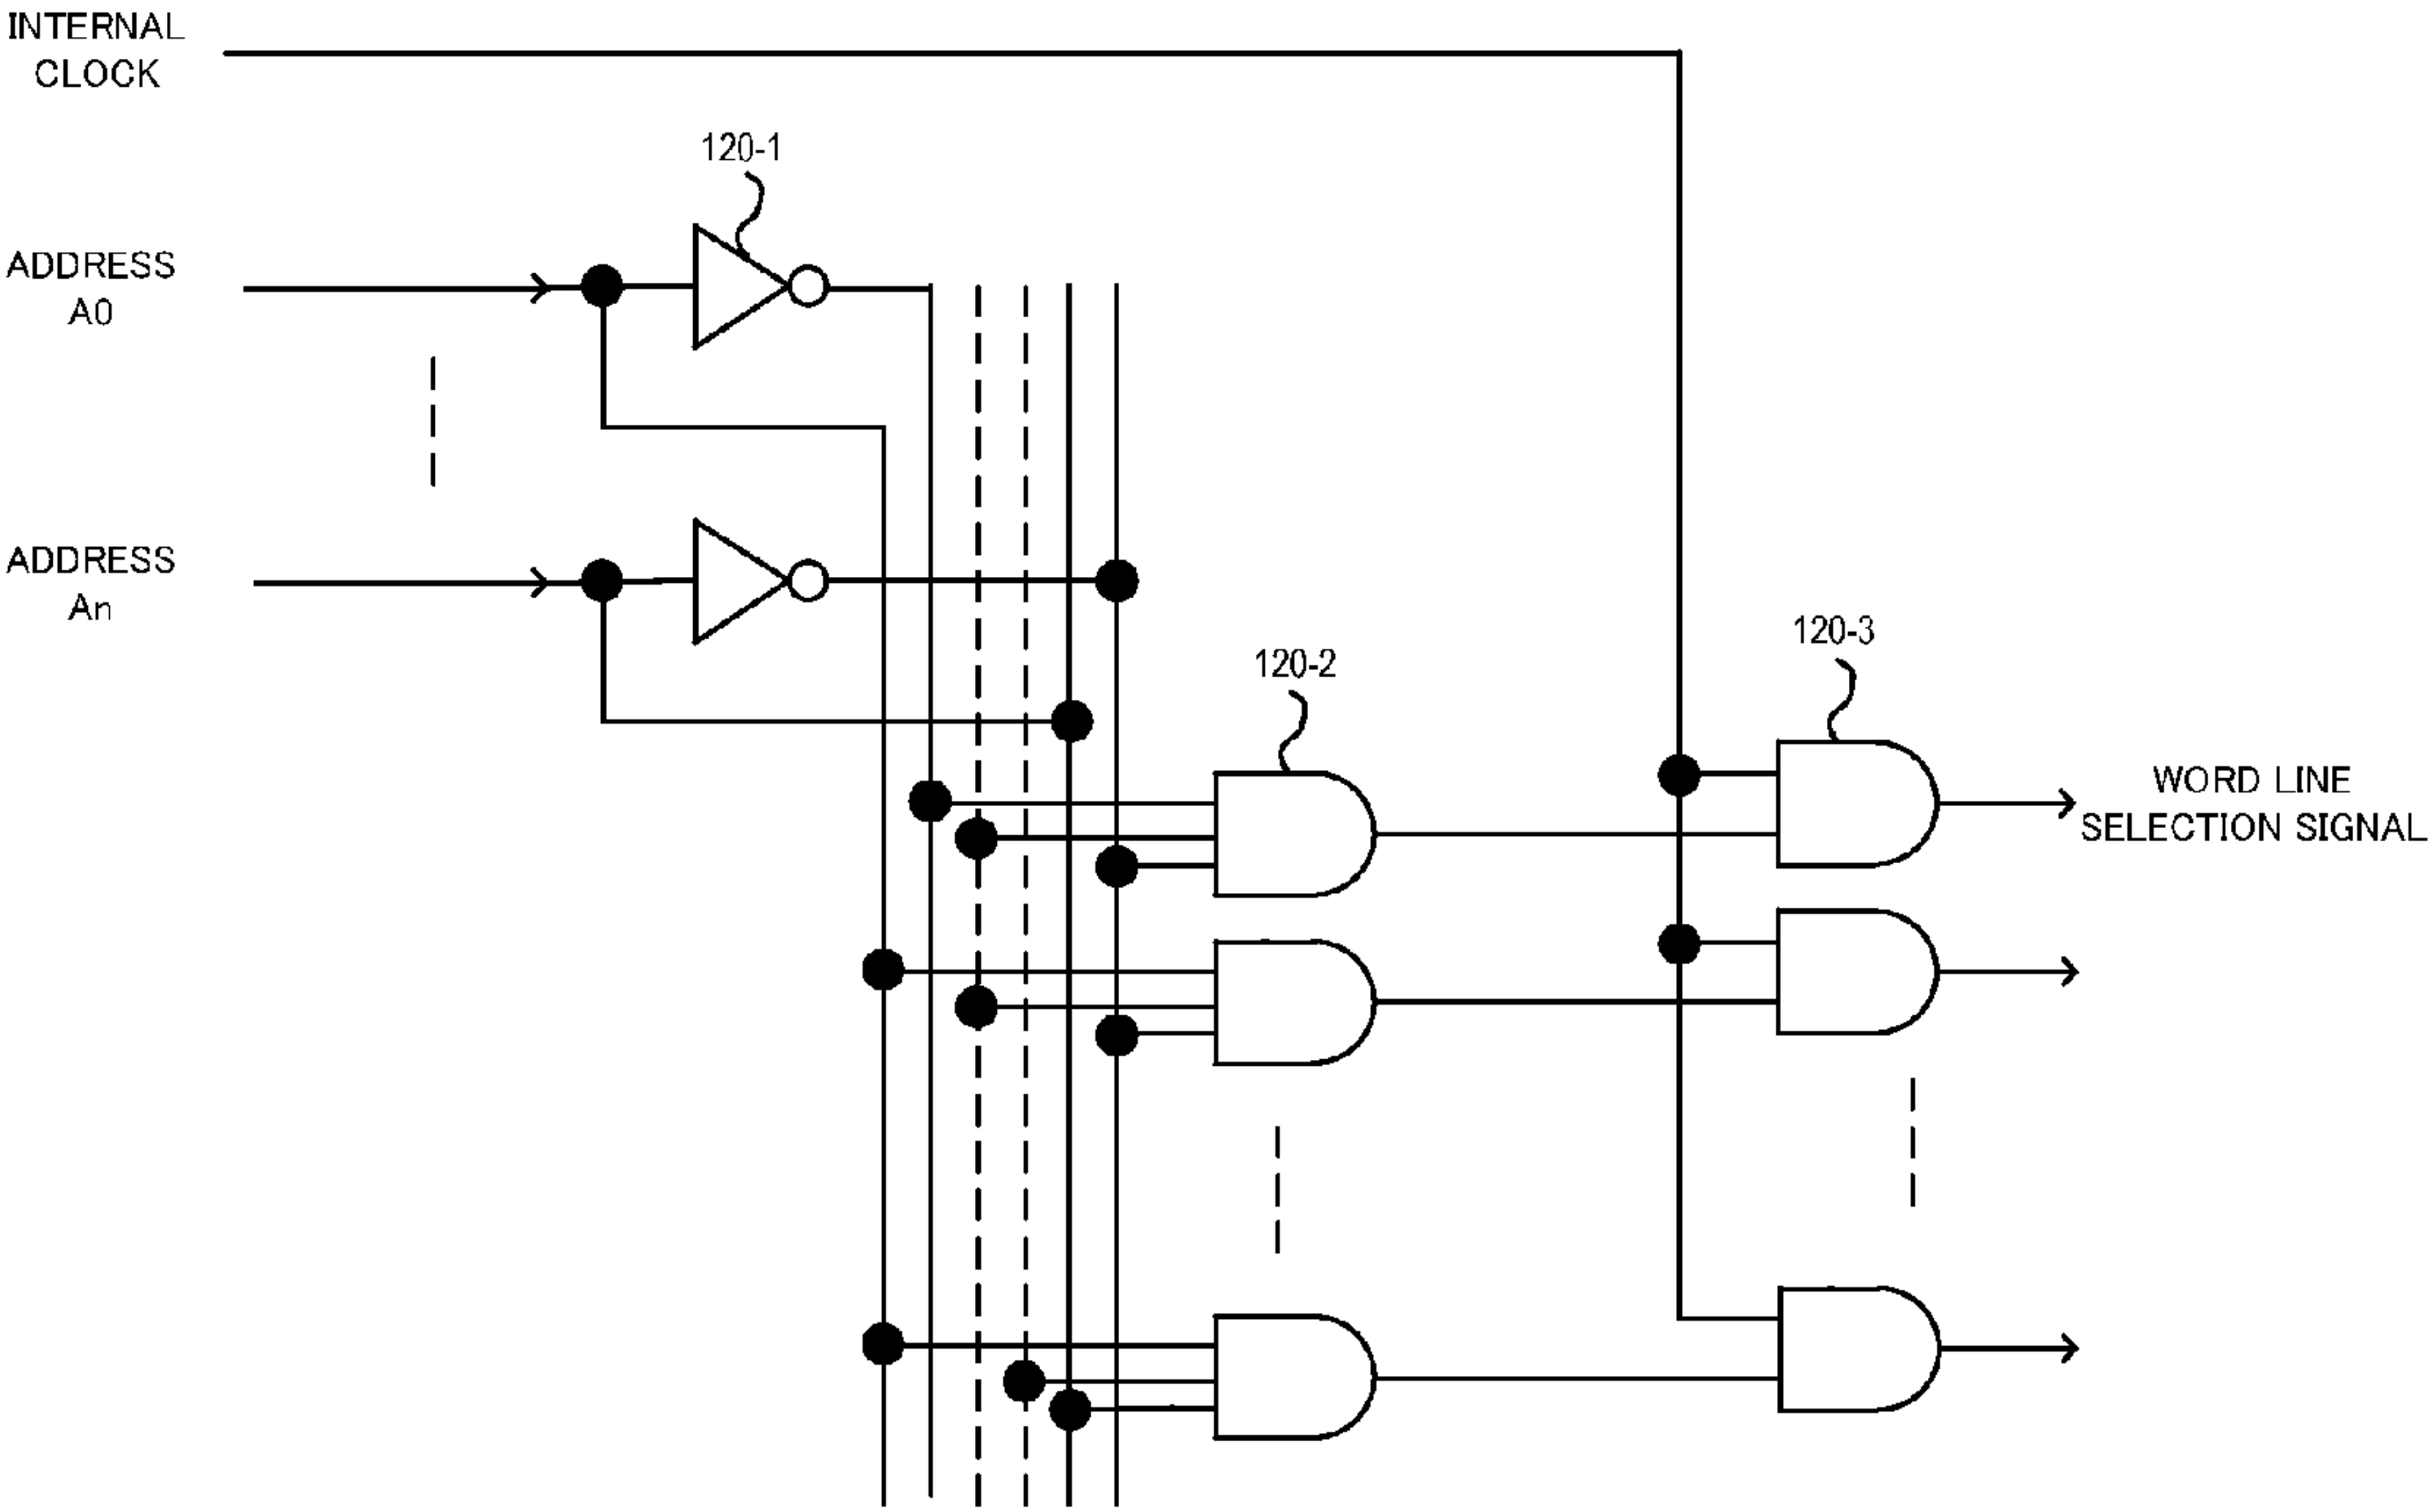 INTERNAL
CLOCK
120-1
ADDRESS
A0
ADDRESS
An
120-2
120-3
WORD LINE
SELECTION SIGNAL